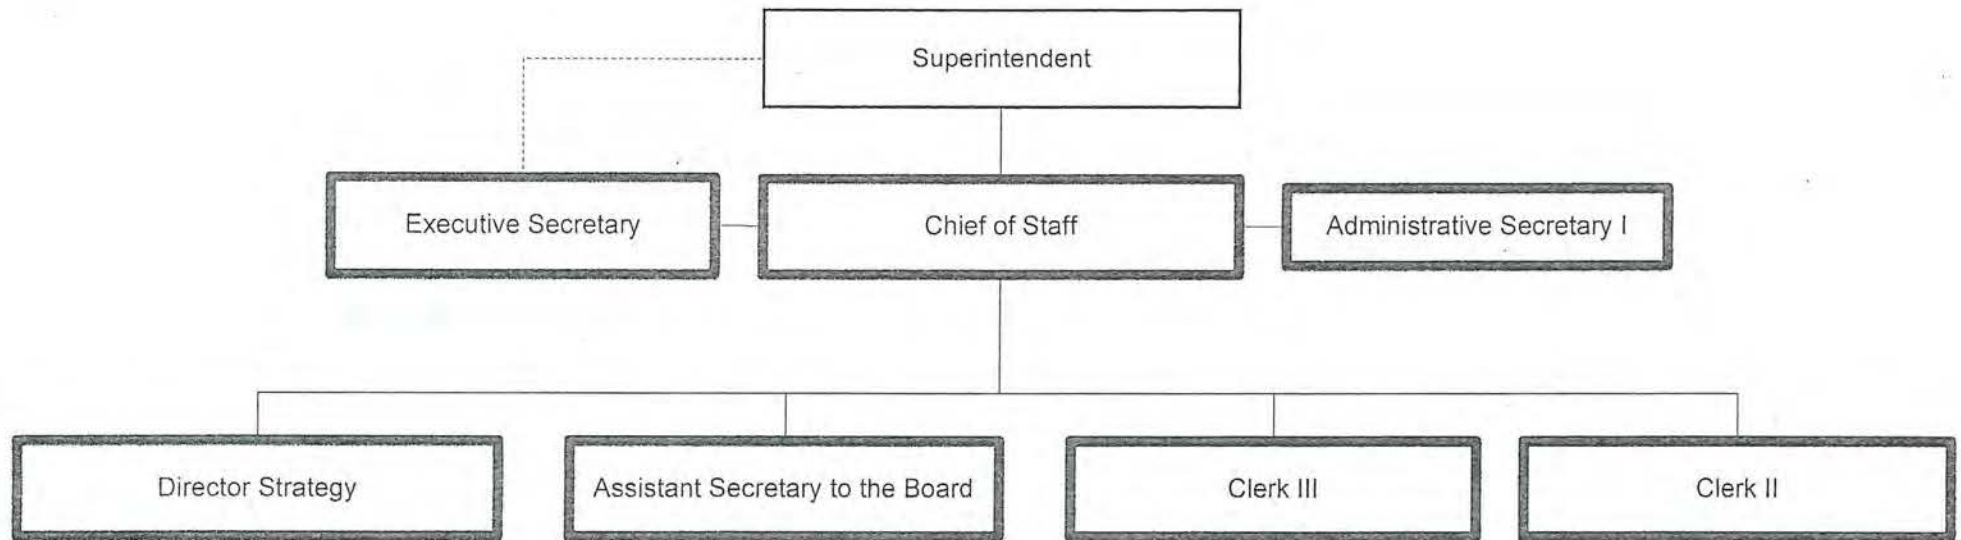 Superintendent
Executive Secretary
Chief of Staff
Administrative Secretary I
Director Strategy
Assistant Secretary to the Board
Clerk III
Clerk II